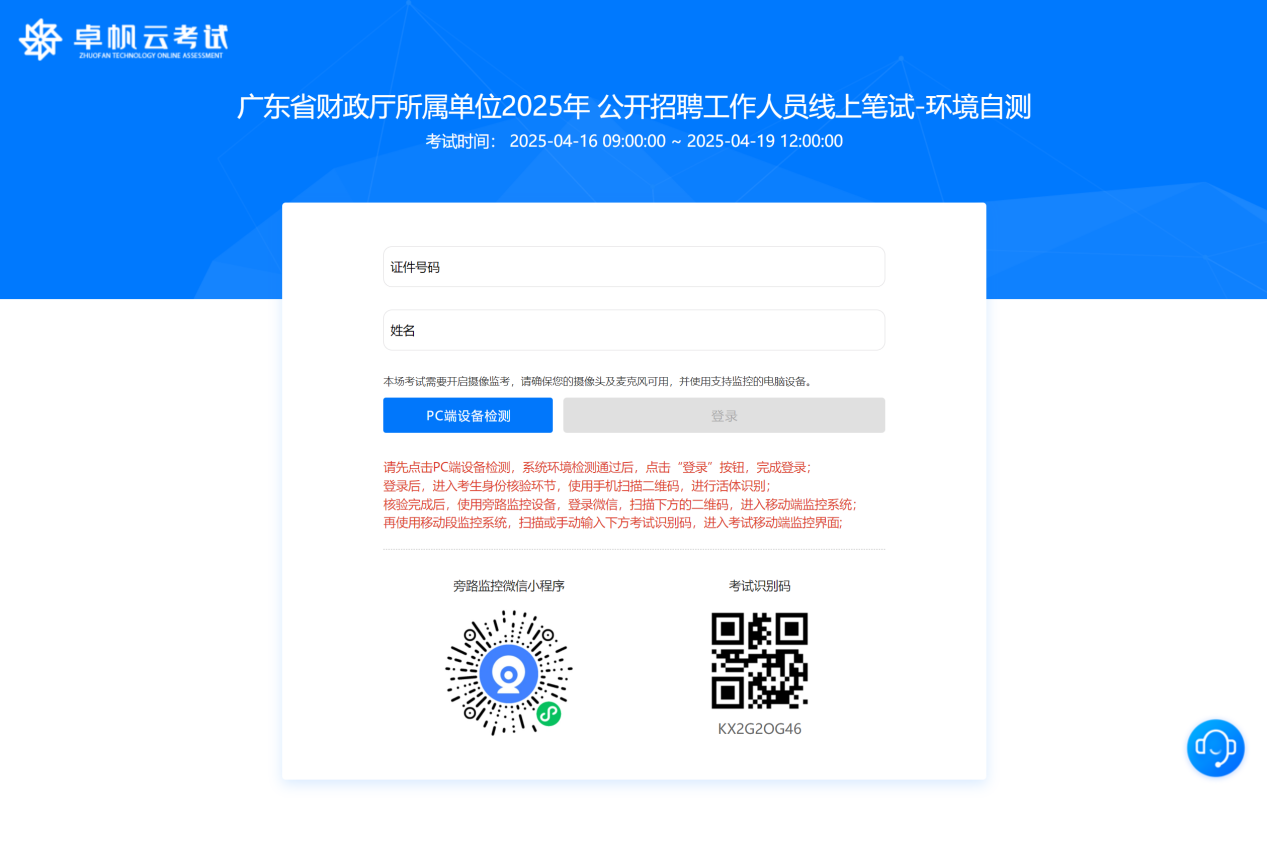 卓帆云考试
ZHUOFAN TECHNOLOGY ONLINE ASSESSMENT
广东省财政厅所属单位2025年 公开招聘工作人员线上笔试-环境自测
考试时间： 2025-04-16 09:00:00 ~ 2025-04-19 12:00:00
证件号码
姓名
本场考试需要开启摄像监考，请确保您的摄像头及麦克风可用，并使用支持监控的电脑设备。
PC端设备检测
登录
请先点击PC端设备检测，系统环境检测通过后，点击“登录”按钮，完成登录；
登录后，进入考生身份核验环节，使用手机扫描二维码，进行活体识别；
核验完成后，使用旁路监控设备，登录微信，扫描下方的二维码，进入移动端监控系统；
再使用移动段监控系统，扫描或手动输入下方考试识别码，进入考试移动端监控界面;
旁路监控微信小程序
考试识别码
KX2G2OG46